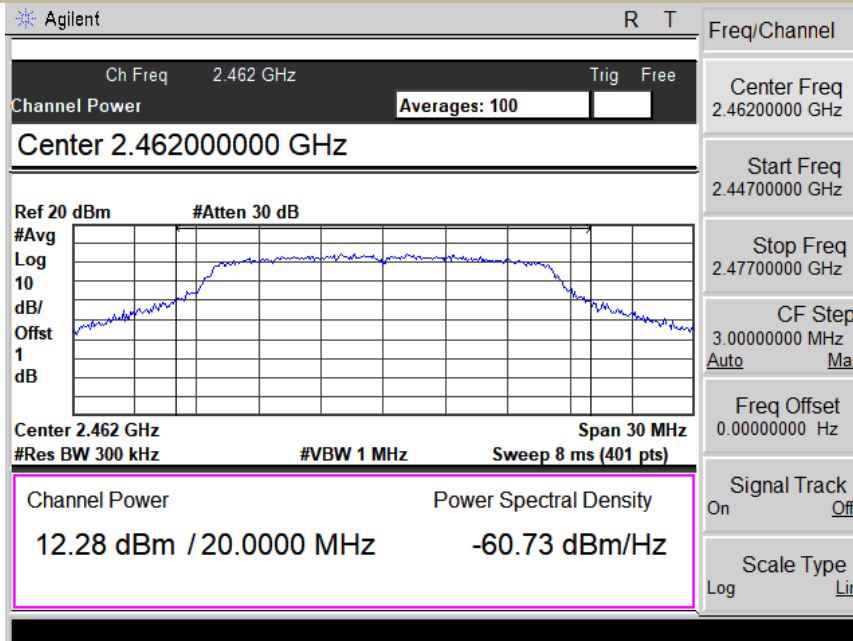 Agilent R T
Freq/Channel
Ch Freq 2.462 GHz Trig Free
Channel Power Averages: 100
Center 2.462000000 GHz
Ref 20 dBm #Atten 30 dB
#Avg
Log
10
dB/
Offst
1
dB
Center 2.462 GHz Span 30 MHz
#Res BW 300 kHz #VBW 1 MHz Sweep 8 ms (401 pts)
Channel Power Power Spectral Density
12.28 dBm / 20.0000 MHz -60.73 dBm/Hz
Center Freq
2.46200000 GHz
Start Freq
2.44700000 GHz
Stop Freq
2.47700000 GHz
CF Step
3.00000000 MHz
Auto Ma
Freq Offset
0.00000000 Hz
Signal Track
On Off
Scale Type
Log Lin